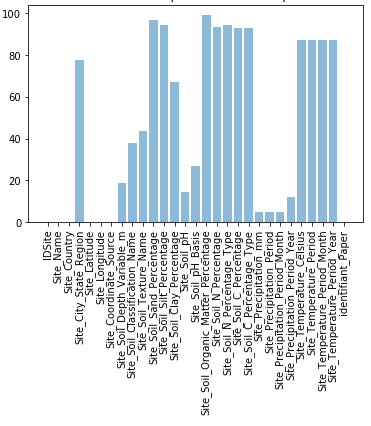 100
80
60
40
20
0
IDSite
Site_Name
Site_Country
Site_City_State_Region
Site_Latitude
Site_Longitude
Site_Coordinate_Source
Site_Soil_Depth_Variable_m
Site_Soil_Classification_Name
Site_Soil_Texture_Name
Site_Soil_Sand_Percentage
Site_Soil_Silt_Percentage
Site_Soil_Clay_Percentage
Site_Soil_pH
Site_Soil_pH_Basis
Site_Soil_Organic_Matter_Percentage
Site_Soil_N_Percentage
Site_Soil_N_Percentage_Type
Site_Soil_C_Percentage
Site_Soil_C_Percentage_Type
Site_Precipitation_mm
Site_Precipitation_Period
Site_Precipitation_Period_Month
Site_Precipitation_Period_Year
Site_Temperature_Celsius
Site_Temperature_Period
Site_Temperature_Period_Month
Site_Temperature_Period_Year
identifiant_Paper